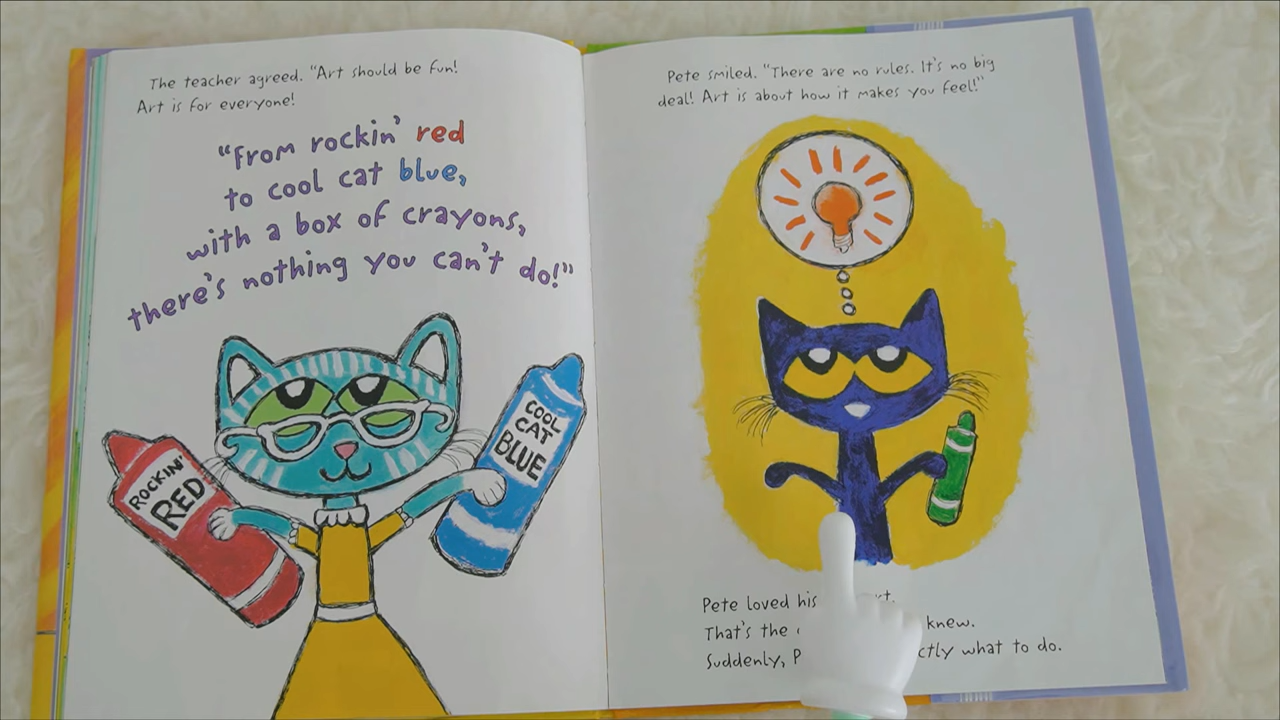 The teacher agreed. "Art should be fun!
Art is for everyone!
"From rockin' red
to cool cat blue,
with a box of crayons,
there's nothing you can't do!"
ROCKIN'
RED
COOL
CAT
BLUE
Pete smiled. "There are no rules. It's no big
deal! Art is about how it makes you feel!"
Pete loved his
That's the knew.
Suddenly, what to do.